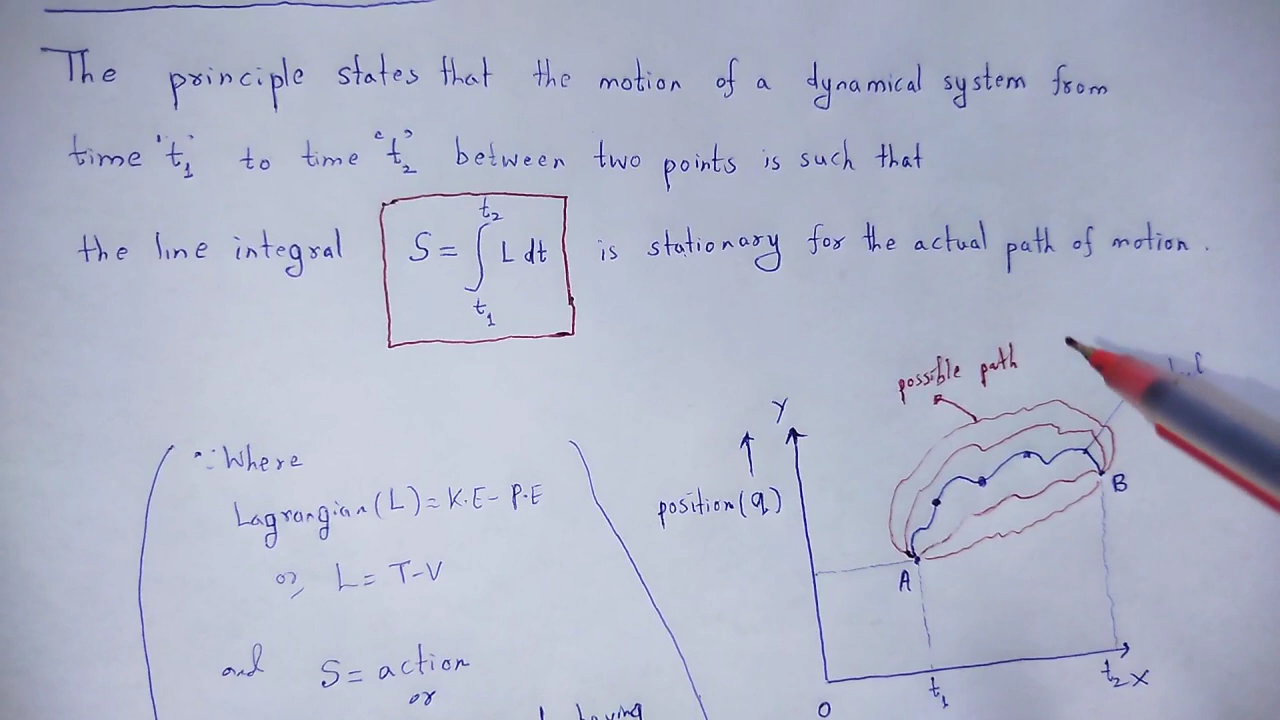 The principle states that the motion of a dynamical system from
time 't₁' to time 't₂' between two points is such that
the line integral S = ∫ₜ₁ᵗ² L dt is stationary for the actual path of motion.
possible path
Y
∵ Where
position(q)
B
Lagrangian(L) = K.E - P.E
or, L = T-V
A
and S = action
or
t₁
t₂ X
O
having